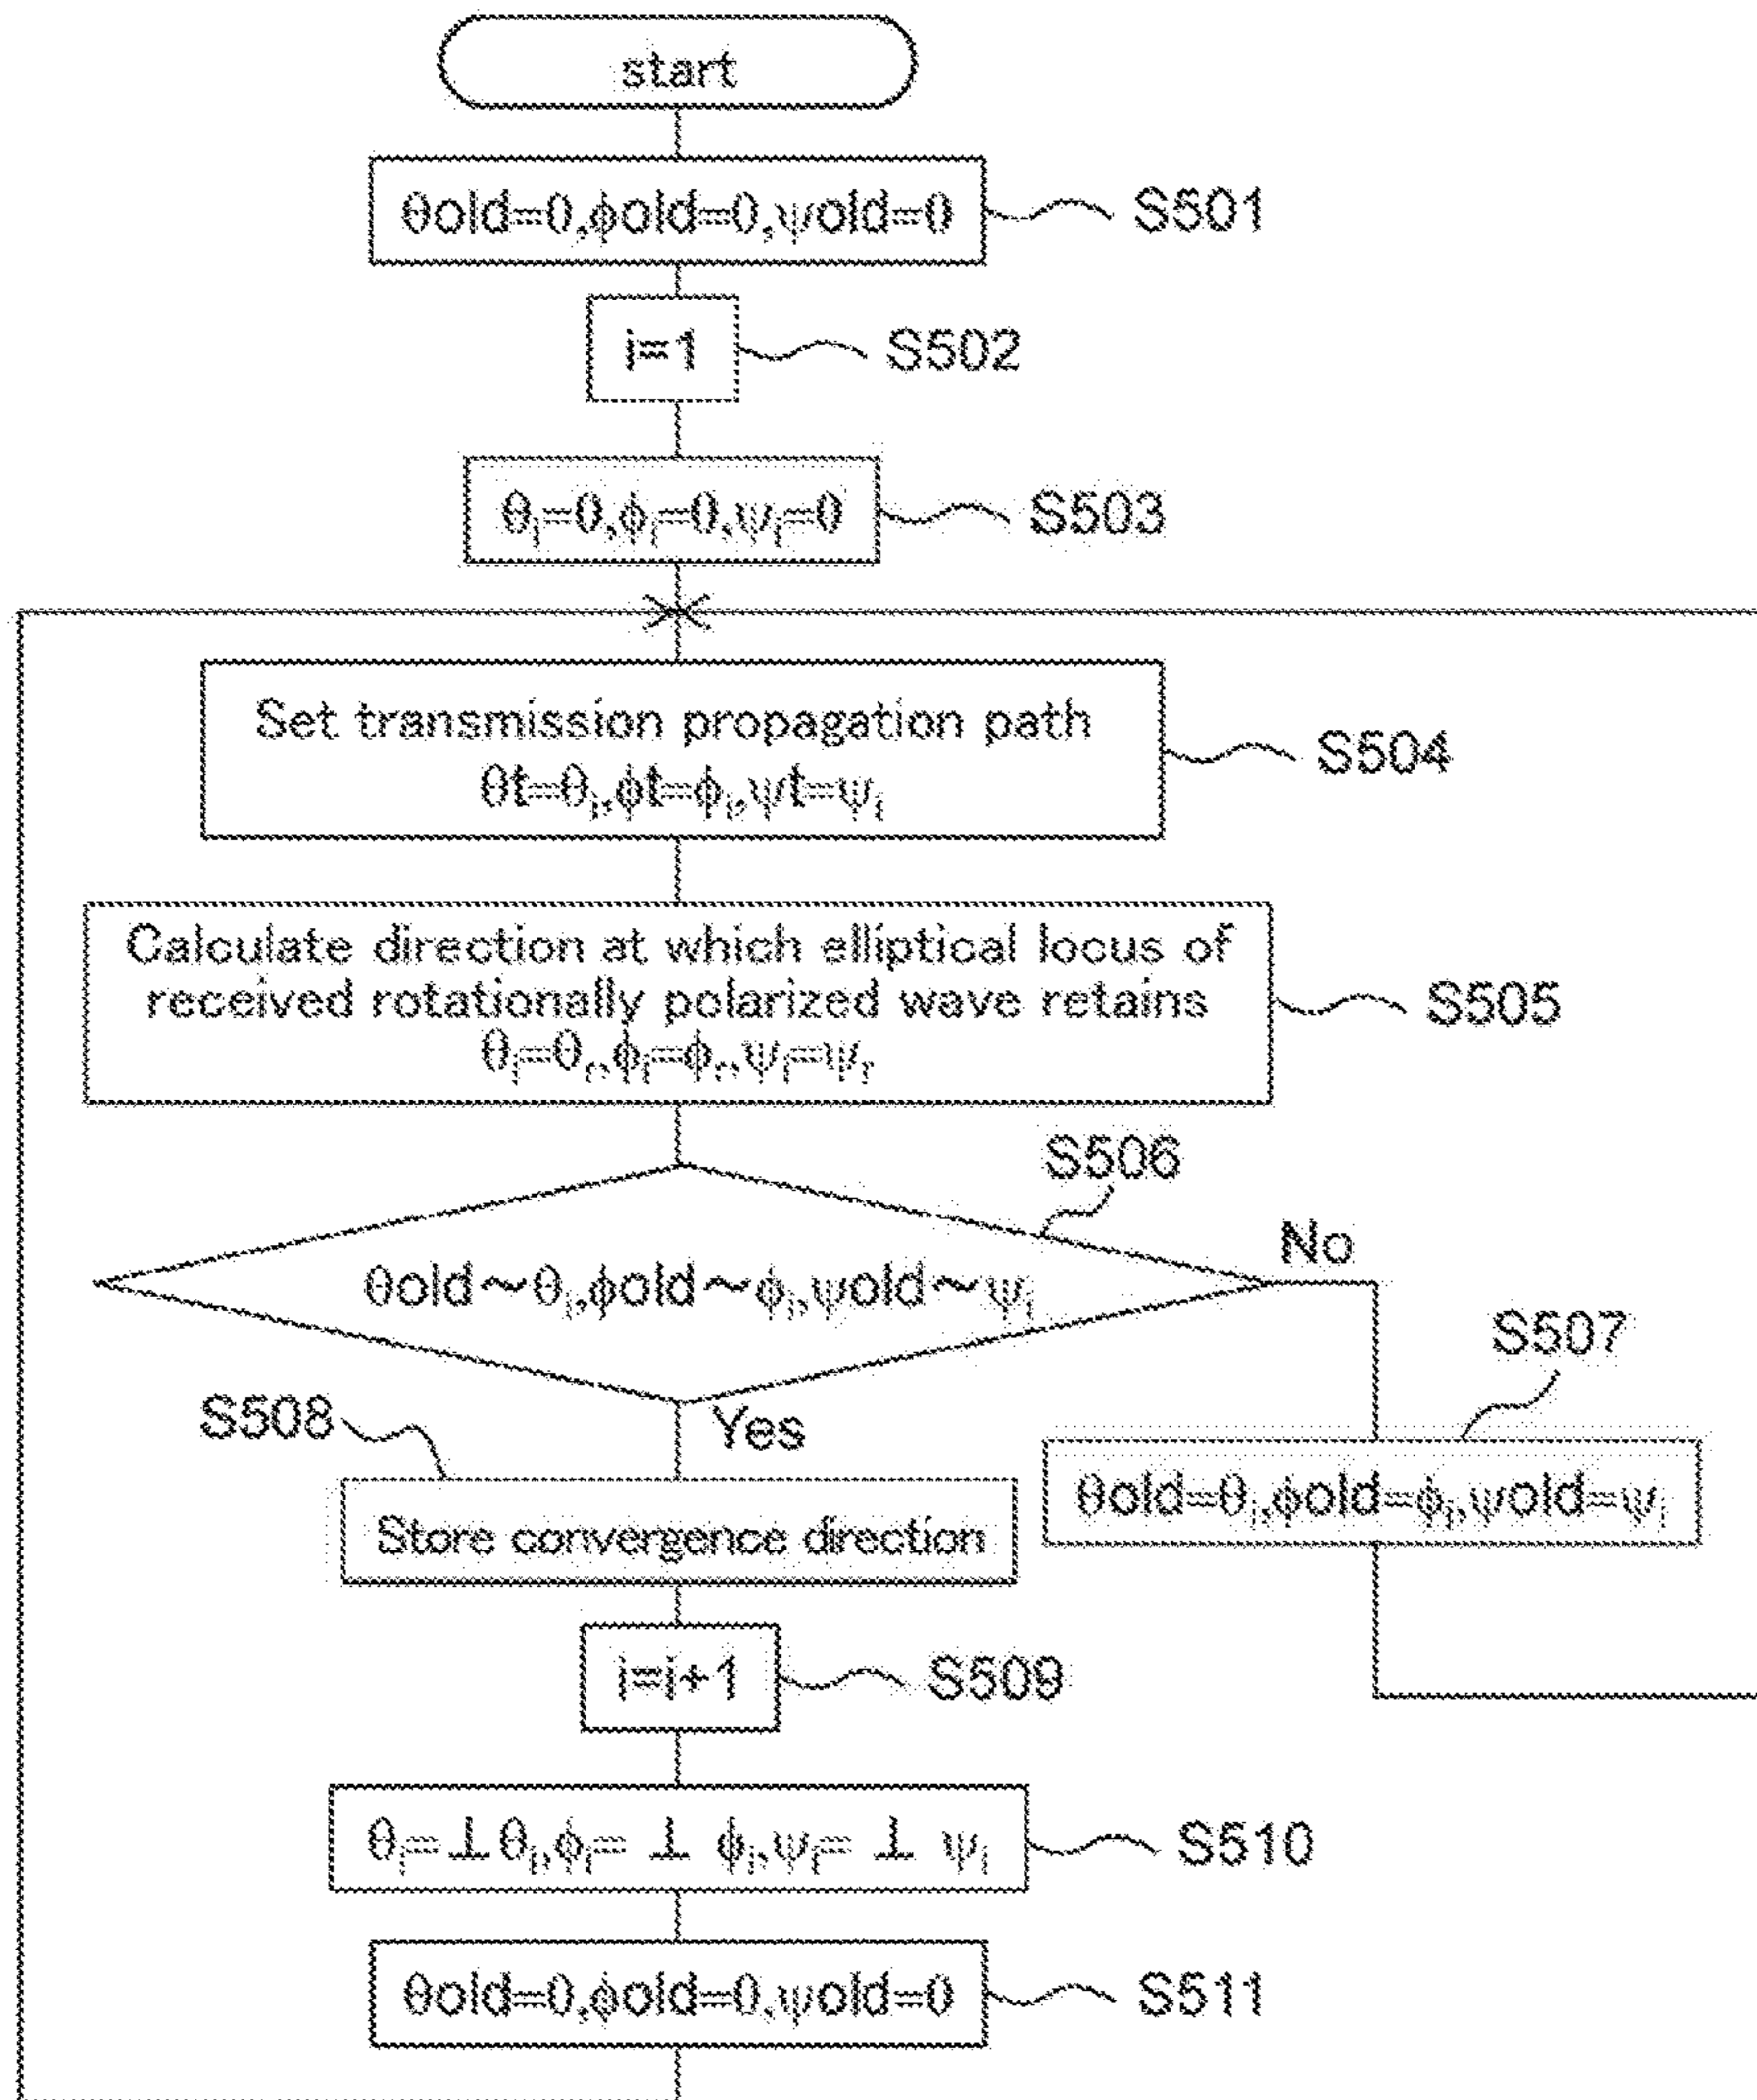 start
θold=0,ϕold=0,ψold=0
S501
i=1
S502
θᵢ=0,ϕᵢ=0,ψᵢ=0
S503
Set transmission propagation path
θt=θᵢ,ϕt=ϕᵢ,ψt=ψᵢ
S504
Calculate direction at which elliptical locus of
received rotationally polarized wave retains
θᵢ=θᵣ,ϕᵢ=ϕᵣ,ψᵢ=ψᵣ
S505
S506
θold~θᵢ,ϕold~ϕᵢ,ψold~ψᵢ
No
S507
θold=θᵢ,ϕold=ϕᵢ,ψold=ψᵢ
Yes
S508
Store convergence direction
i=i+1
S509
θᵢ=⊥θᵢ,ϕᵢ=⊥ ϕᵢ,ψᵢ=⊥ ψᵢ
S510
θold=0,ϕold=0,ψold=0
S511